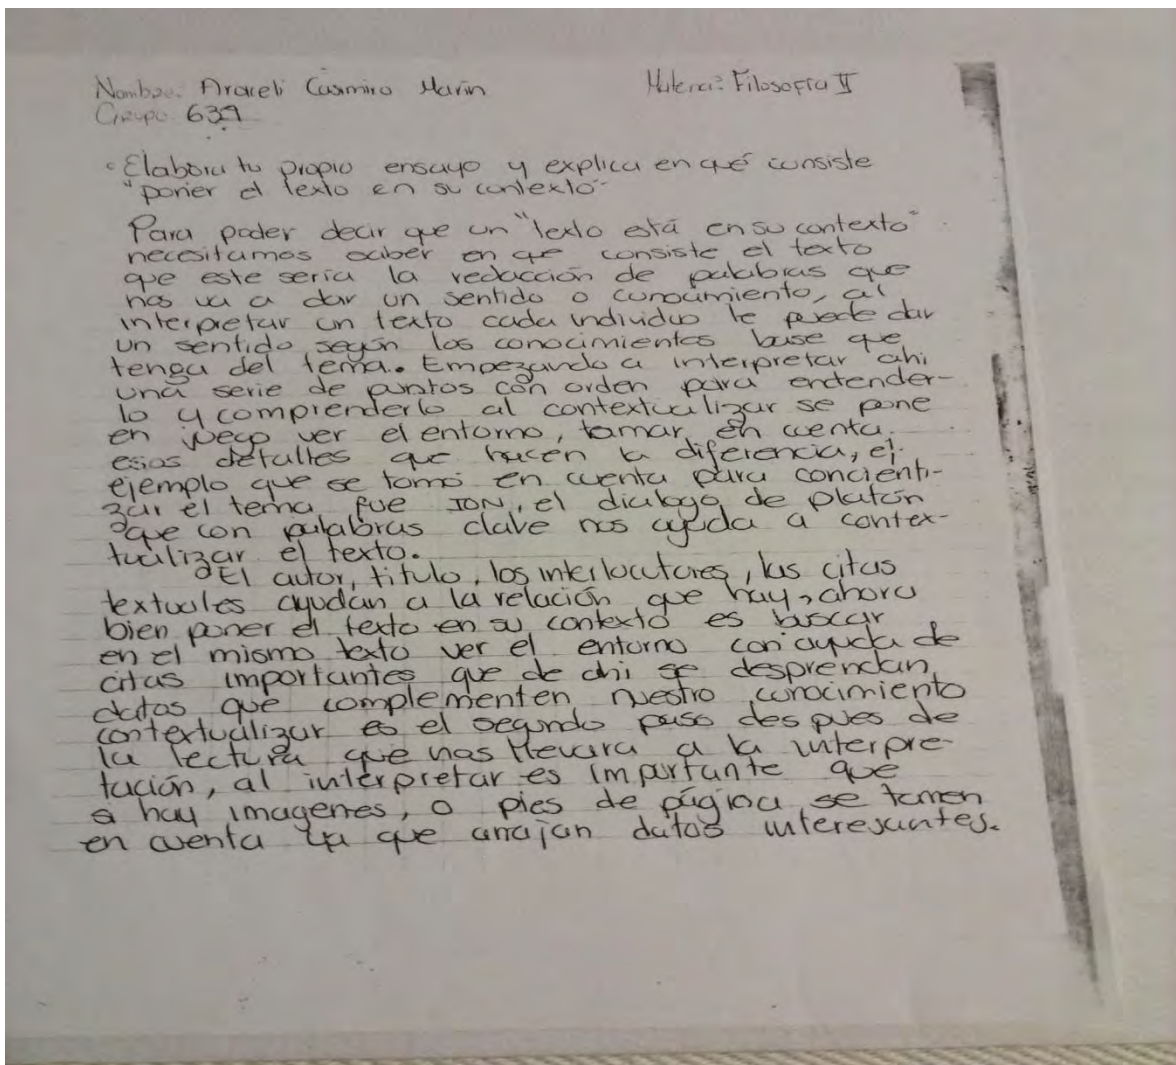 Nombre: Araceli Casimiro Marin Materia: Filosofia II
Grupo 639
• Elabora tu propio ensayo y explica en qué consiste
"poner el texto en su contexto"
Para poder decir que un "texto está en su contexto"
necesitamos saber en que consiste el texto
que este sería la redacción de palabras que
nos va a dar un sentido o conocimiento, al
interpretar un texto cada individuo le puede dar
un sentido según los conocimientos base que
tenga del tema. Empezando a interpretar ahi
una serie de puntos con orden para entender-
lo y comprenderlo al contextualizar se pone
en juego ver el entorno, tomar en cuenta
esos detalles que hacen la diferencia, el
ejemplo que se tomó en cuenta para concienti-
zar el tema fue ION, el dialogo de platón
que con palabras clave nos ayuda a contex-
tualizar el texto.
El autor, titulo, los interlocutores, las citas
textuales ayudan a la relación que hay, ahora
bien poner el texto en su contexto es buscar
en el mismo texto ver el entorno con ayuda de
citas importantes que de ahi se desprendan
datos que complementen nuestro conocimiento
contextualizar es el segundo paso despues de
la lectura que nos llevara a la interpre-
tación, al interpretar es importante que
si hay imagenes, o pies de página se tomen
en cuenta ya que arrojan datos interesantes.